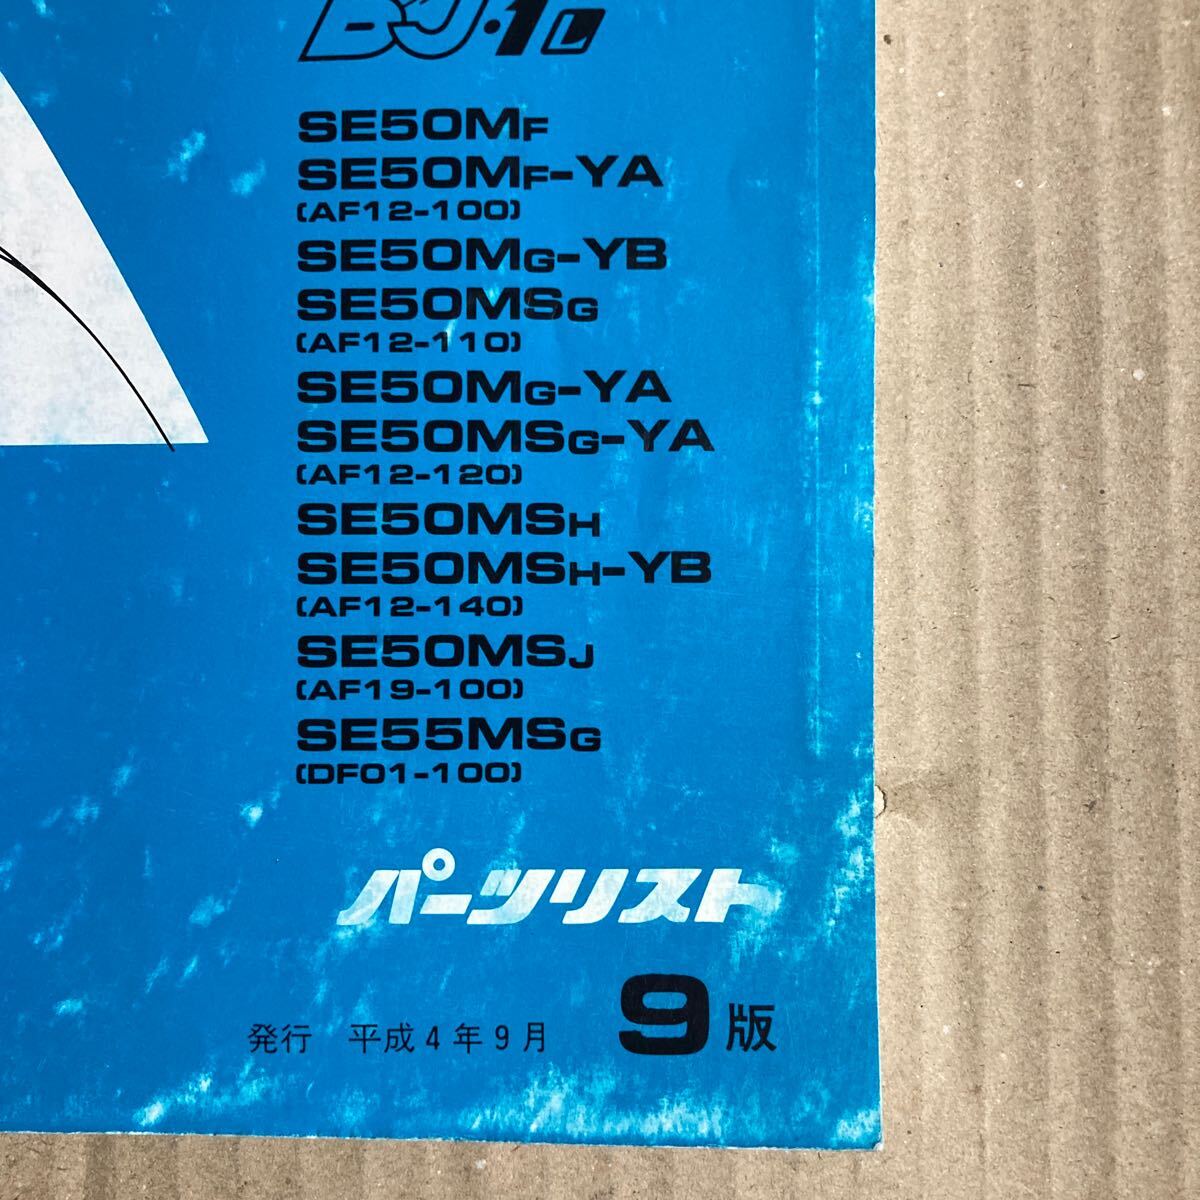 BJ・1L
SE50MF
SE50MF-YA
(AF12-100)
SE50MG-YB
SE50MSG
(AF12-110)
SE50MG-YA
SE50MSG-YA
(AF12-120)
SE50MSH
SE50MSH-YB
(AF12-140)
SE50MSJ
(AF19-100)
SE55MSG
(DF01-100)
パーツリスト
発行 平成4年9月 9版